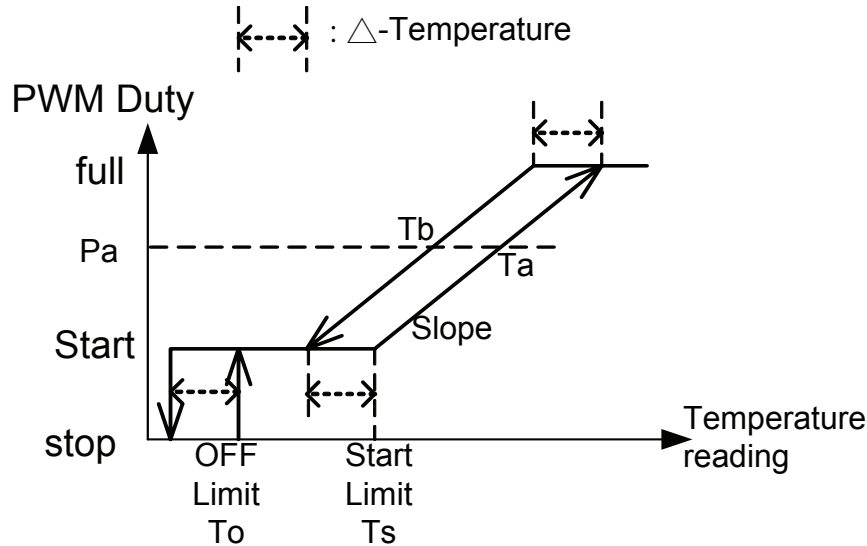 : △-Temperature
PWM Duty
full
Pa
Tb
Ta
Start
Slope
stop
OFF
Limit
To
Start
Limit
Ts
Temperature
reading